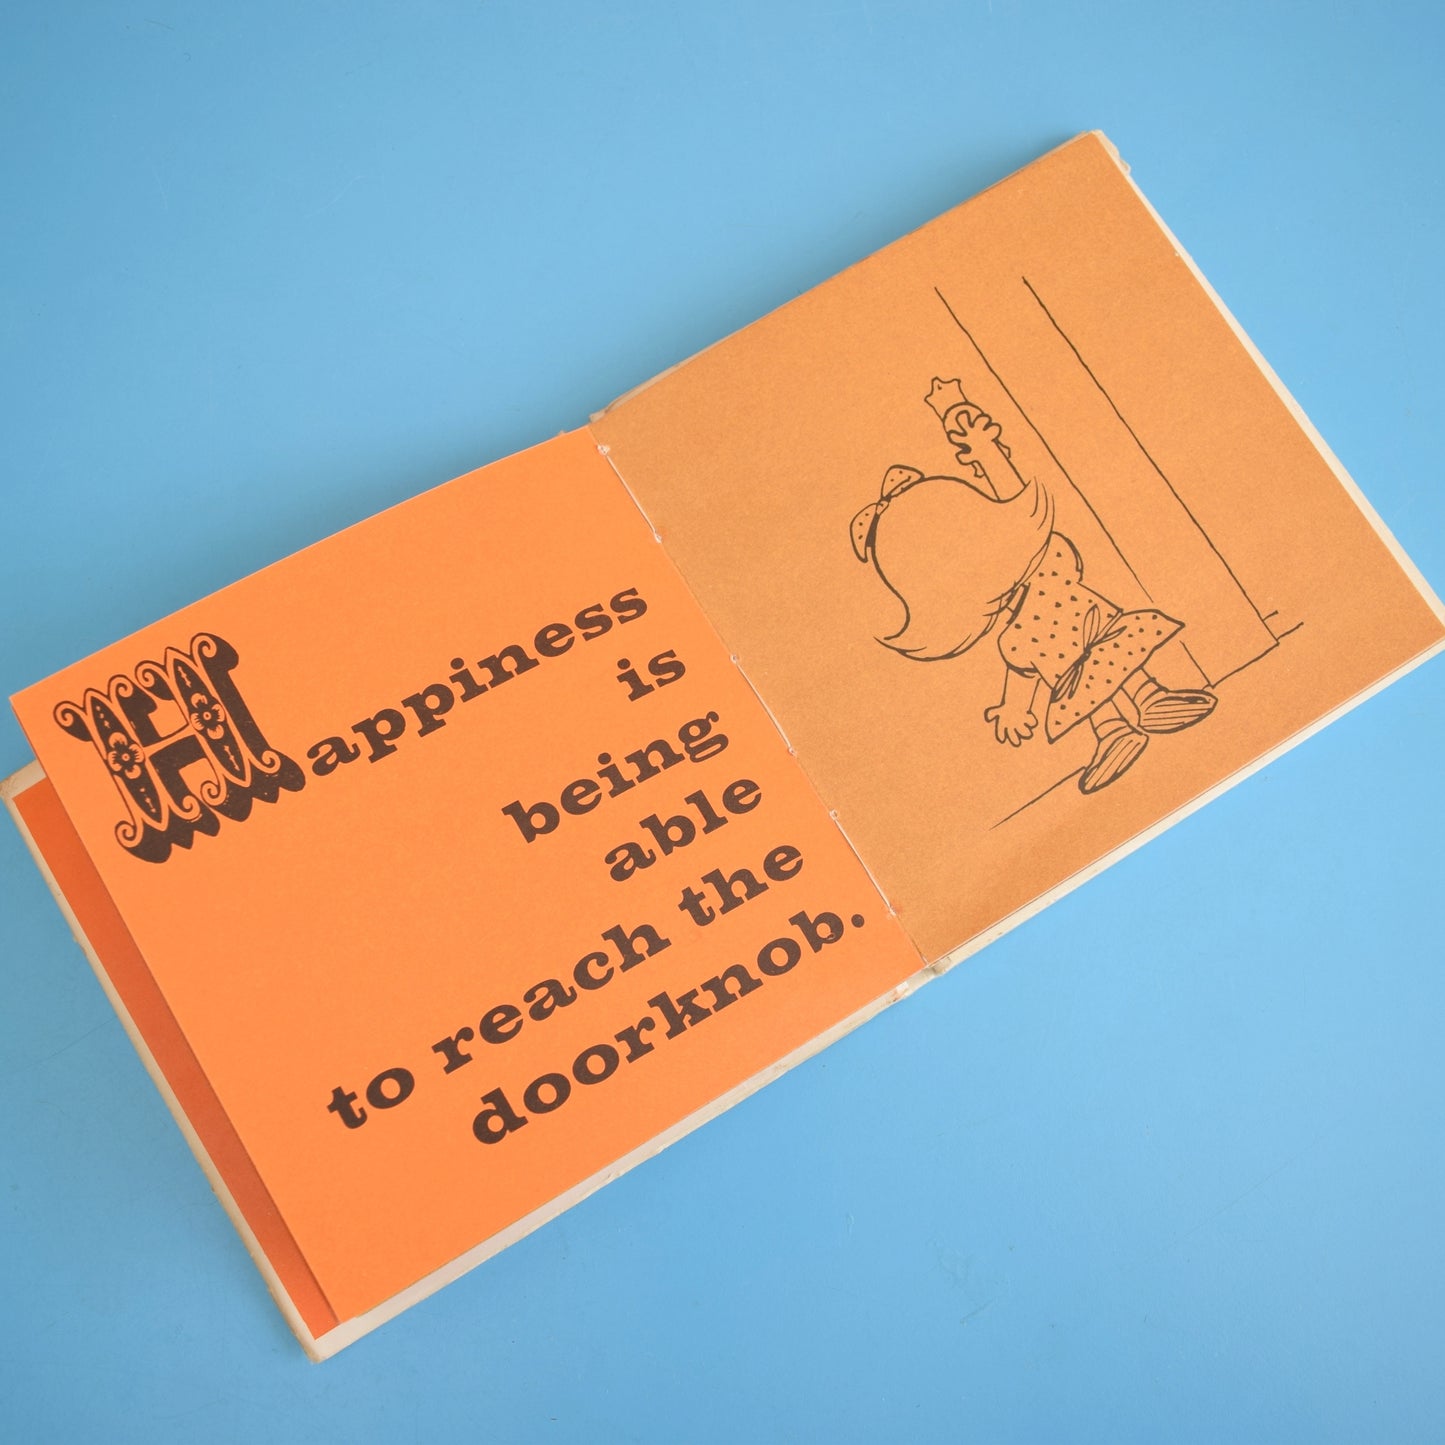 Happiness
is
being
able
to reach the
doorknob.